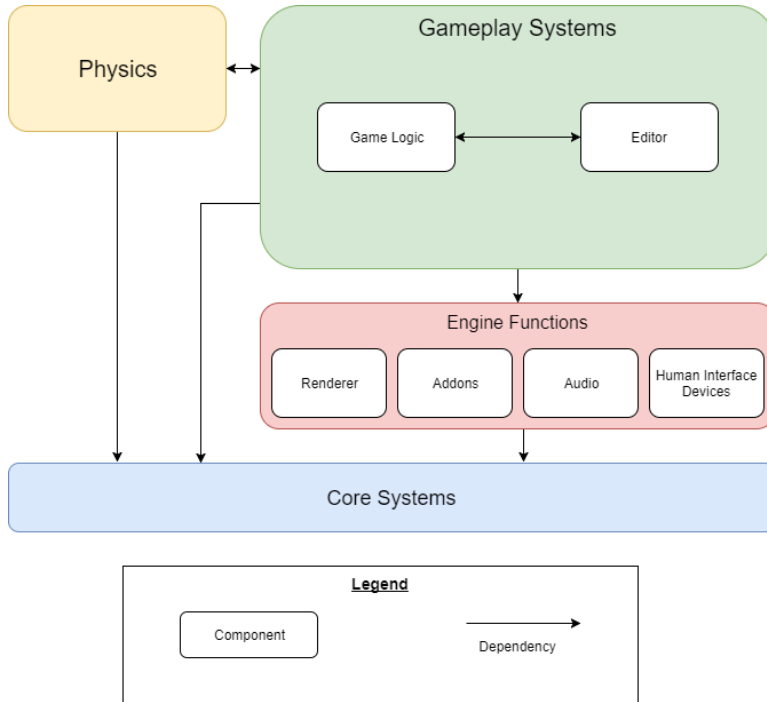 Physics
Gameplay Systems
Game Logic
Editor
Engine Functions
Renderer
Addons
Audio
Human Interface
Devices
Core Systems
Legend
Component
Dependency